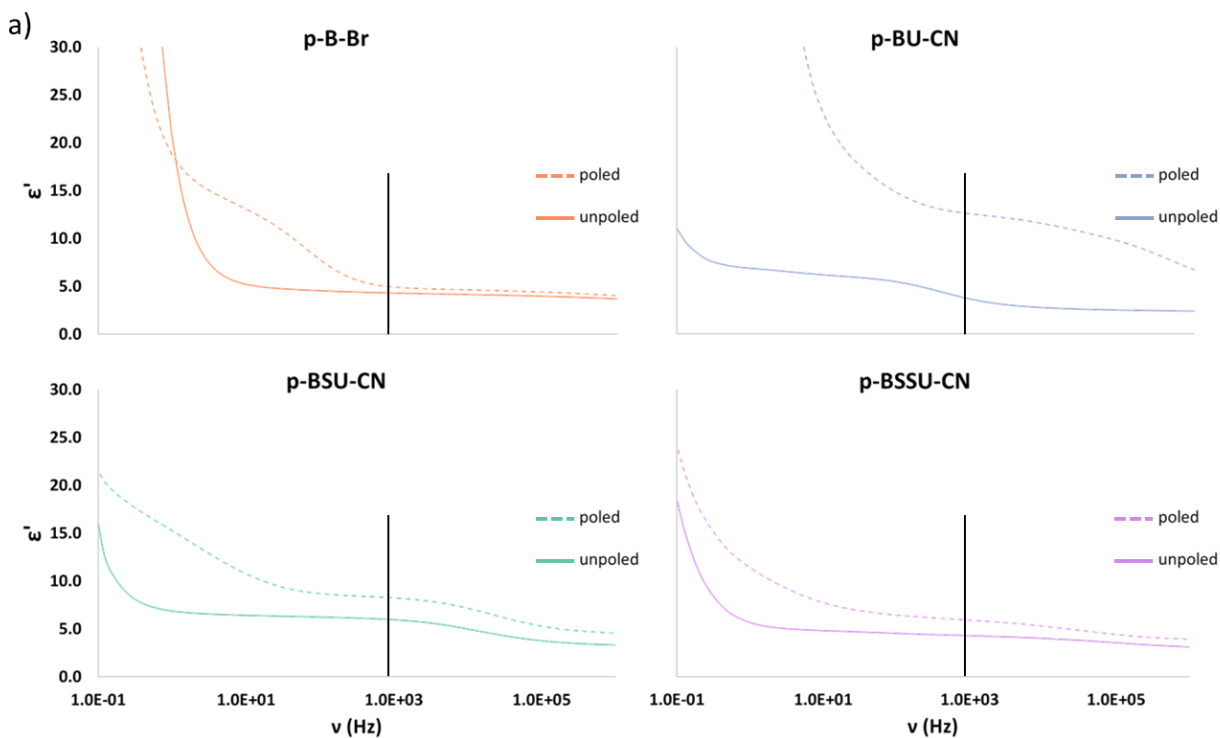 a)
p-B-Br
30.0
25.0
20.0
15.0
10.0
5.0
0.0
ε'
poled
unpoled
p-BU-CN
poled
unpoled
p-BSU-CN
30.0
25.0
20.0
15.0
10.0
5.0
0.0
ε'
poled
unpoled
1.0E-01 1.0E+01 1.0E+03 1.0E+05
ν (Hz)
p-BSSU-CN
poled
unpoled
1.0E-01 1.0E+01 1.0E+03 1.0E+05
ν (Hz)